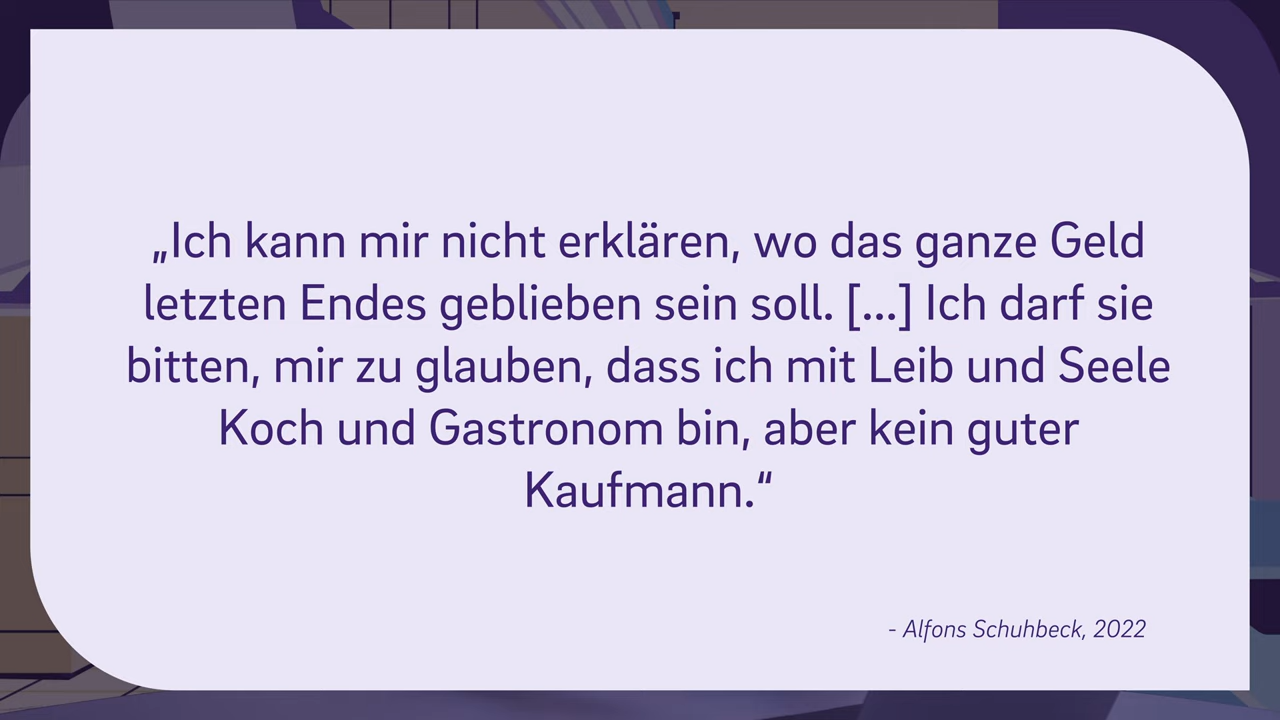 „Ich kann mir nicht erklären, wo das ganze Geld
letzten Endes geblieben sein soll. [...] Ich darf sie
bitten, mir zu glauben, dass ich mit Leib und Seele
Koch und Gastronom bin, aber kein guter
Kaufmann.“
- Alfons Schuhbeck, 2022